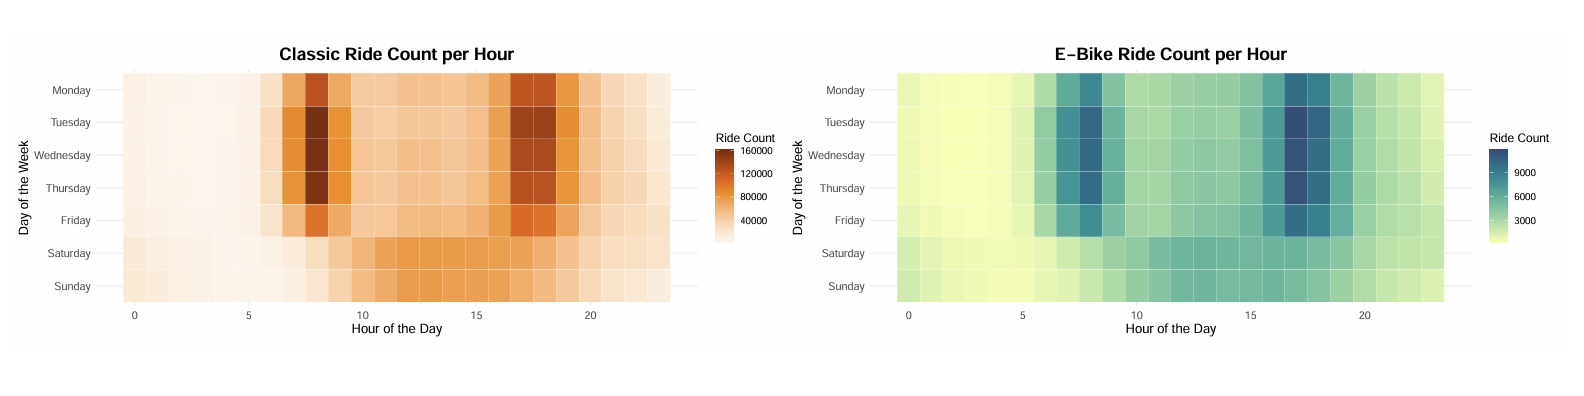 Classic Ride Count per Hour
Day of the Week
Monday
Tuesday
Wednesday
Thursday
Friday
Saturday
Sunday
0 5 10 15 20
Hour of the Day
Ride Count
160000
120000
80000
40000
E−Bike Ride Count per Hour
Day of the Week
Monday
Tuesday
Wednesday
Thursday
Friday
Saturday
Sunday
0 5 10 15 20
Hour of the Day
Ride Count
9000
6000
3000